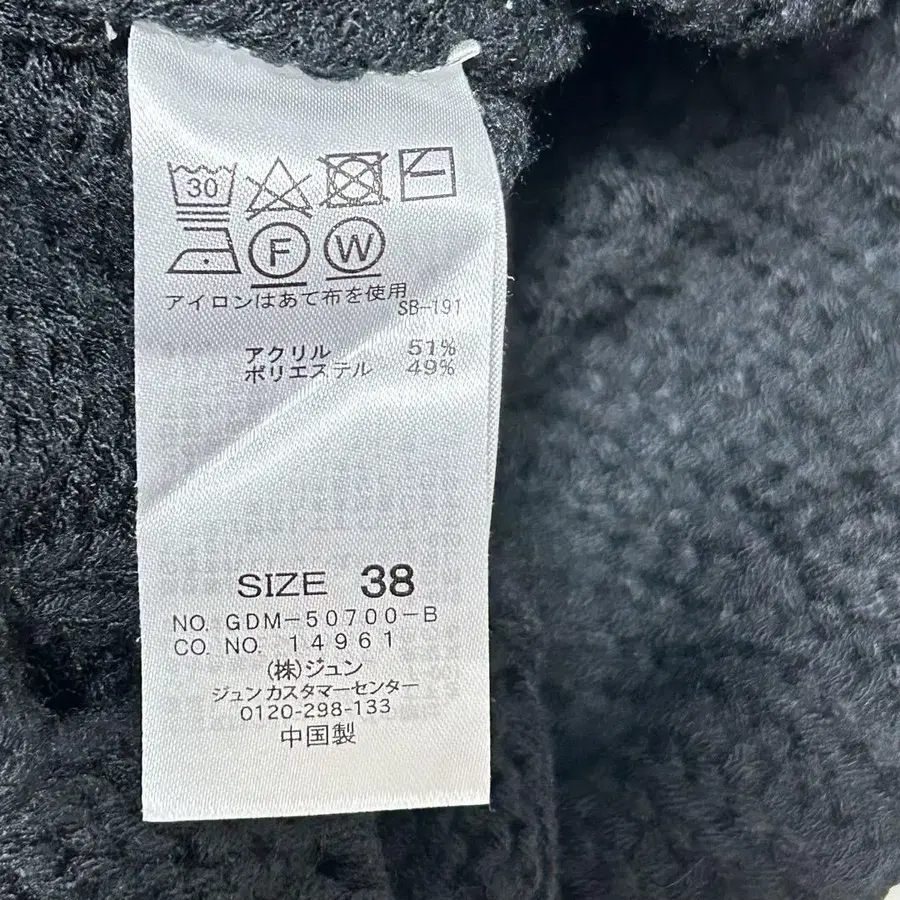 30
F W
アイロンはあて布を使用
SB-191
アクリル 51%
ポリエステル 49%
SIZE 38
NO. GDM-50700-B
CO. NO. 14961
(株)ジュン
ジュンカスタマーセンター
0120-298-133
中国製